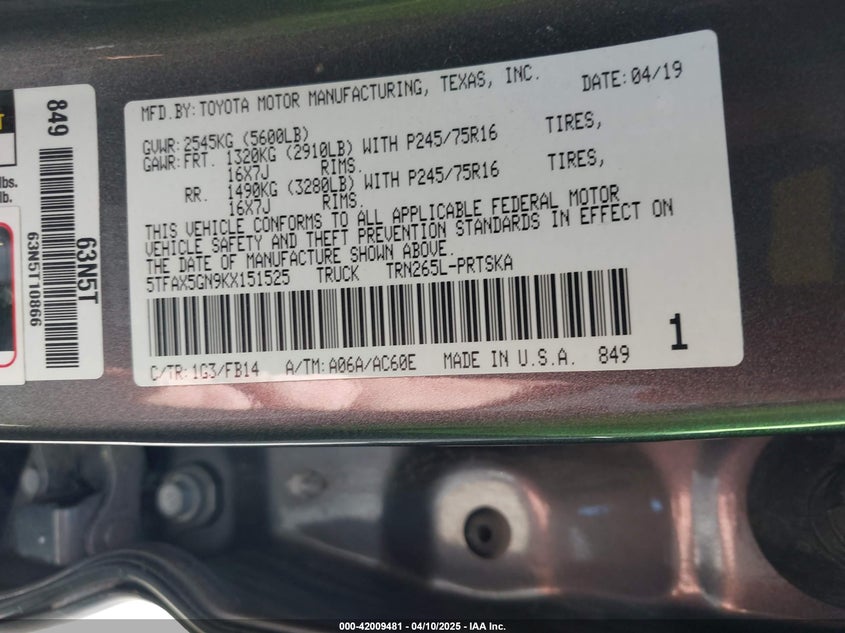 MFD.BY:TOYOTA MOTOR MANUFACTURING, TEXAS, INC. DATE:04/19
GVWR:2545KG (5600LB)
GAWR:FRT. 1320KG (2910LB) WITH P245/75R16 TIRES,
16X7J RIMS.
RR. 1490KG (3280LB) WITH P245/75R16 TIRES,
16X7J RIMS.
THIS VEHICLE CONFORMS TO ALL APPLICABLE FEDERAL MOTOR
VEHICLE SAFETY AND THEFT PREVENTION STANDARDS IN EFFECT ON
THE DATE OF MANUFACTURE SHOWN ABOVE.
5TFAX5GN9KX151525 TRUCK TRN265L-PRTSKA
C/TR:1G3/FB14 A/TM:A06A/AC60E MADE IN U.S.A. 849
1
849
63N5T
63N5T10866
lbs.
lb.
000-42009481 - 04/10/2025 - IAA Inc.